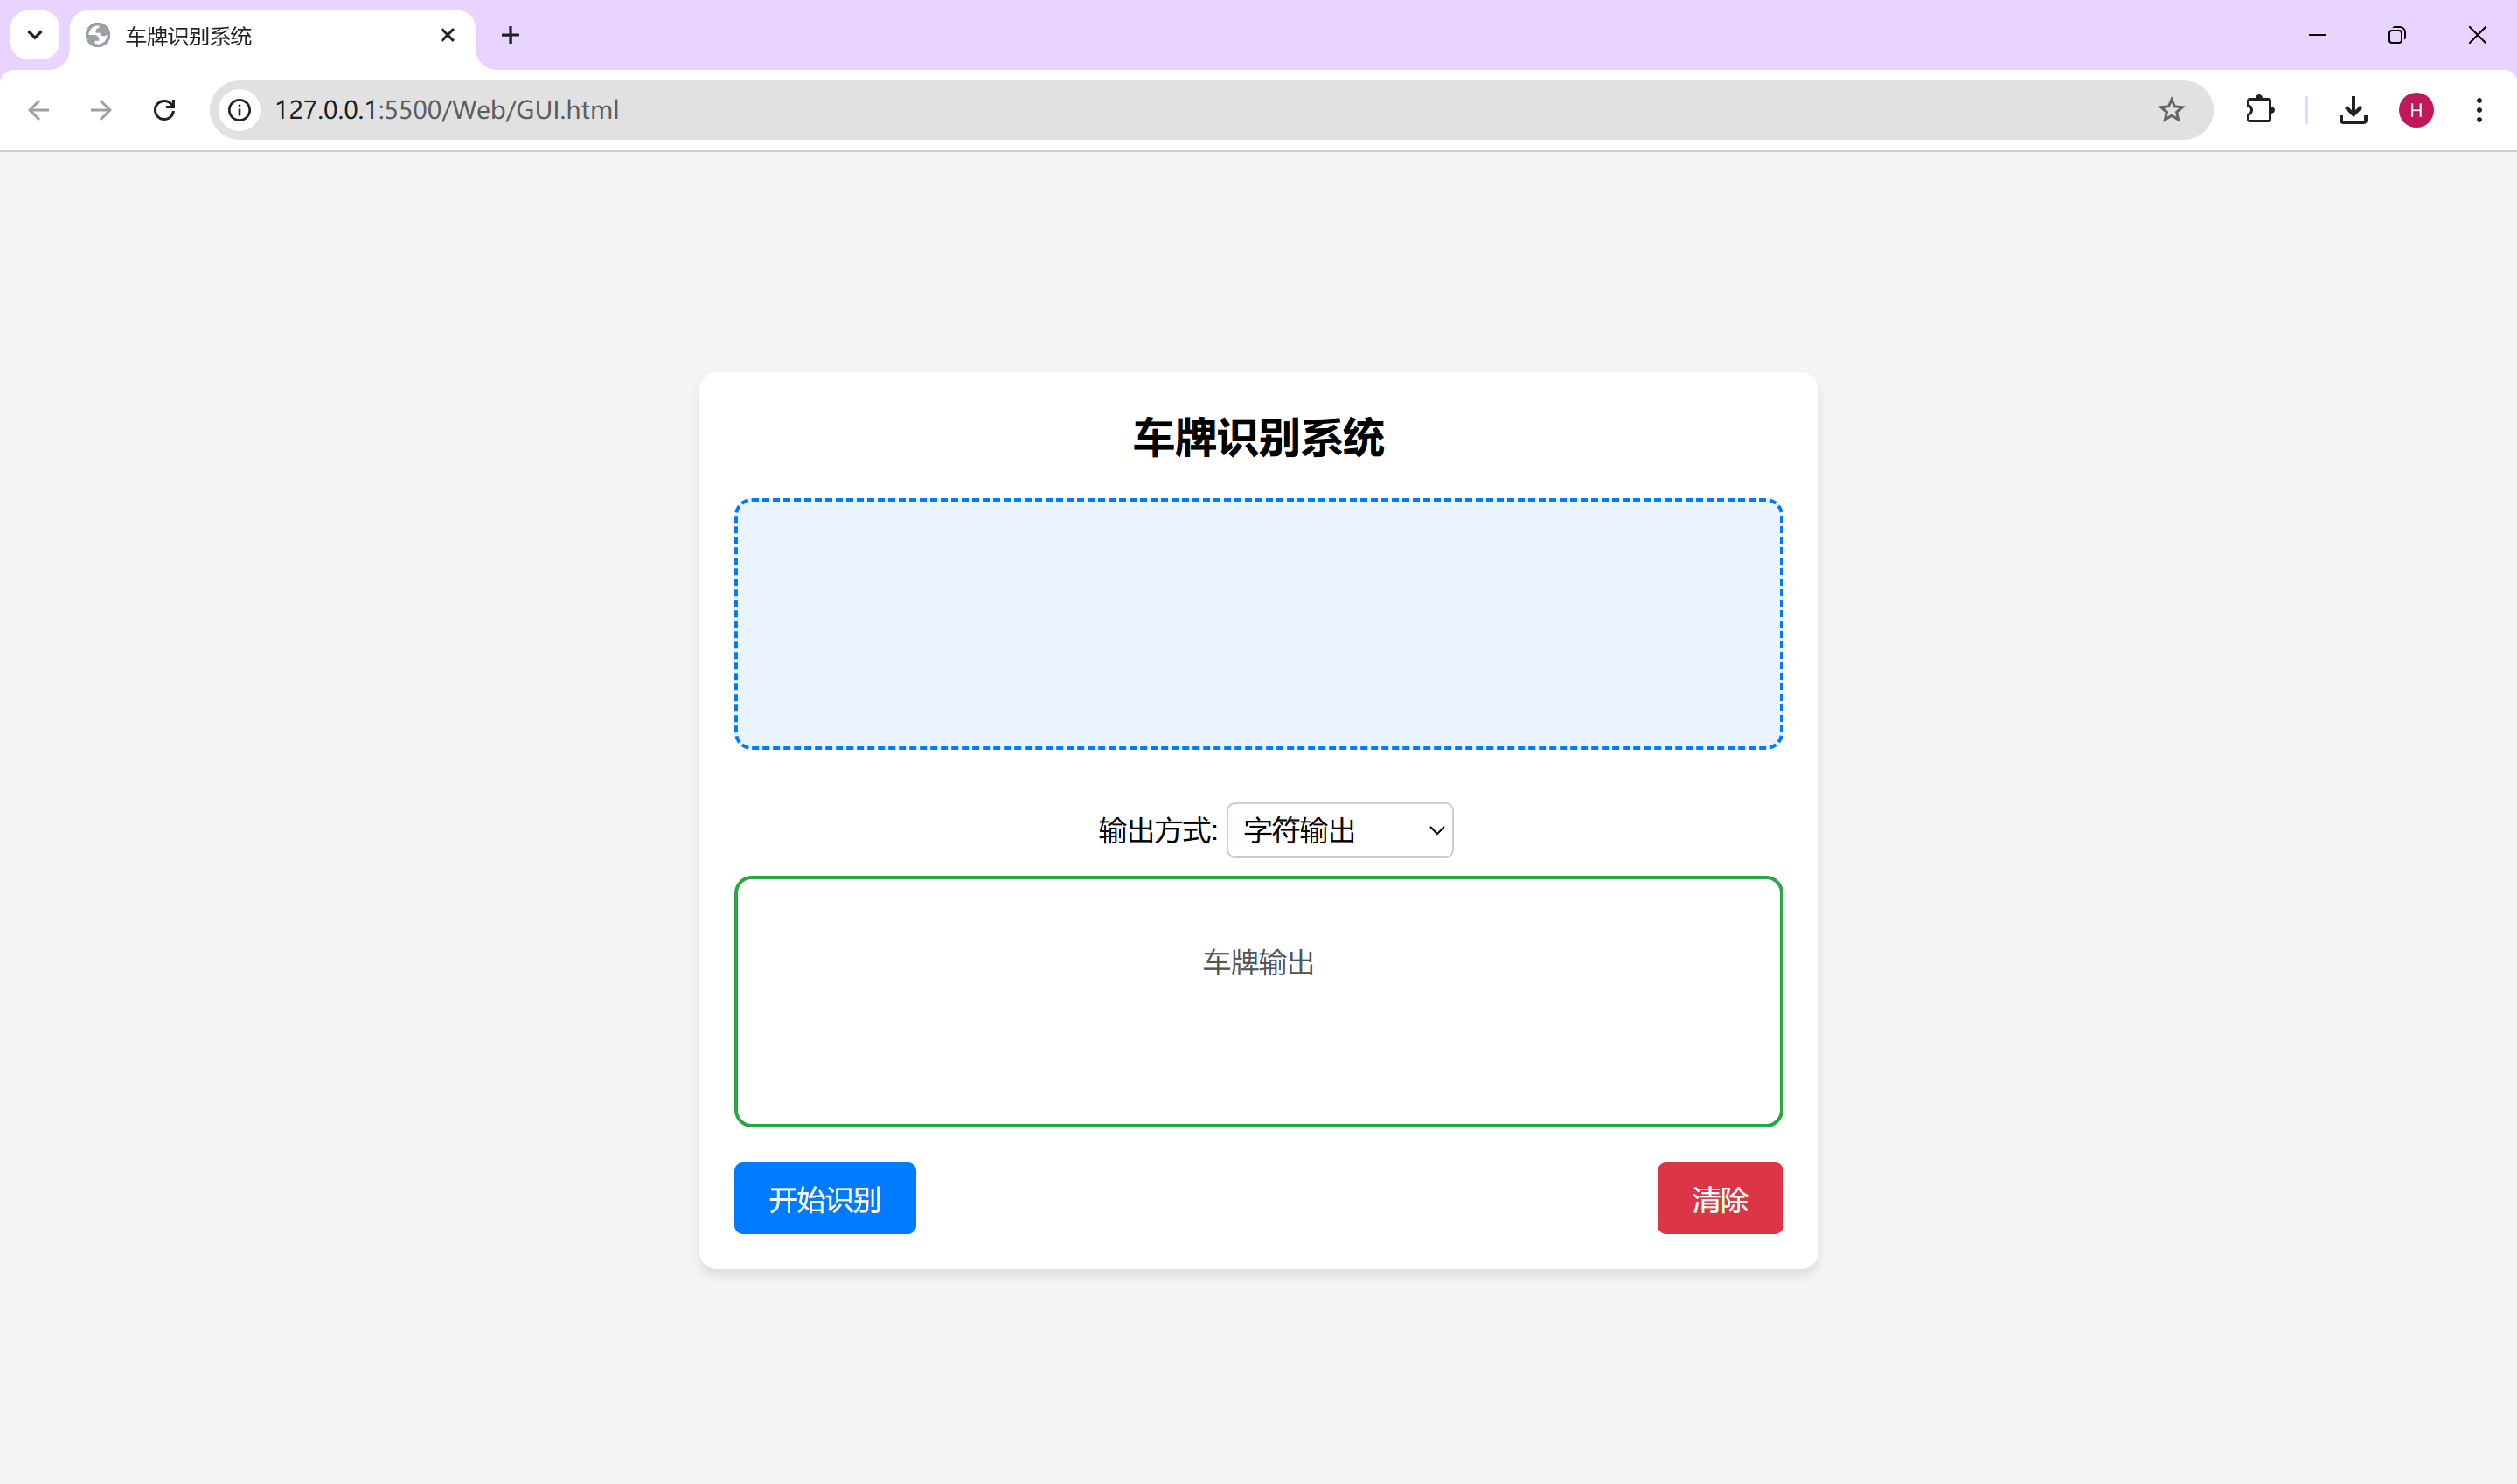 车牌识别系统
127.0.0.1:5500/Web/GUI.html
H
车牌识别系统
输出方式: 字符输出
车牌输出
开始识别
清除